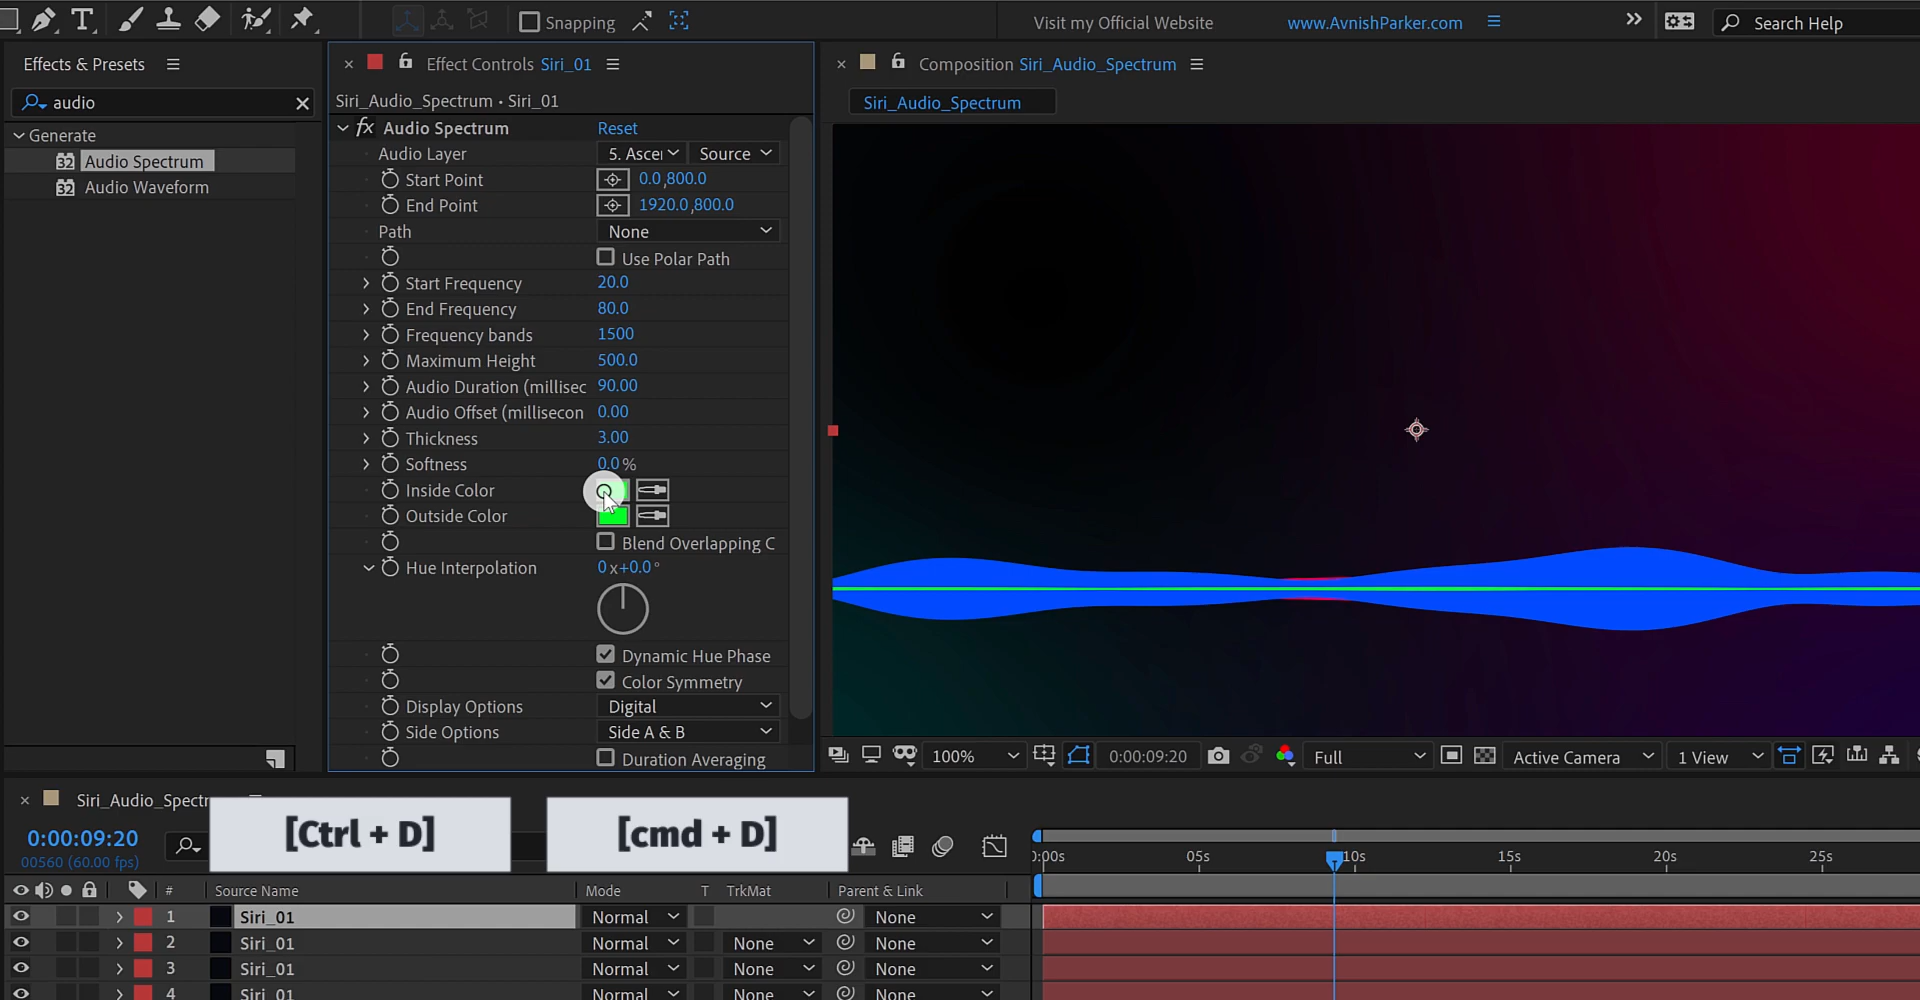 T
Snapping
Visit my Official Website
www.AvnishParker.com
Search Help
Effects & Presets
audio
Generate
32 Audio Spectrum
32 Audio Waveform
Effect Controls Siri_01
Siri_Audio_Spectrum • Siri_01
fx Audio Spectrum Reset
Audio Layer 5. Ascer Source
Start Point 0.0,800.0
End Point 1920.0,800.0
Path None
Use Polar Path
Start Frequency 20.0
End Frequency 80.0
Frequency bands 1500
Maximum Height 500.0
Audio Duration (millisec 90.00
Audio Offset (millisecon 0.00
Thickness 3.00
Softness 0.0 %
Inside Color
Outside Color
Blend Overlapping C
Hue Interpolation 0 x+0.0 °
Dynamic Hue Phase
Color Symmetry
Display Options Digital
Side Options Side A & B
Duration Averaging
Composition Siri_Audio_Spectrum
Siri_Audio_Spectrum
100% 0:00:09:20 Full Active Camera 1 View
Siri_Audio_Spectr
0:00:09:20
00560 (60.00 fps)
[Ctrl + D] [cmd + D]
# Source Name Mode T TrkMat Parent & Link
):00s 05s 10s 15s 20s 25s
1 Siri_01 Normal None
2 Siri_01 Normal None None
3 Siri_01 Normal None None
4 Siri_01 Normal None None